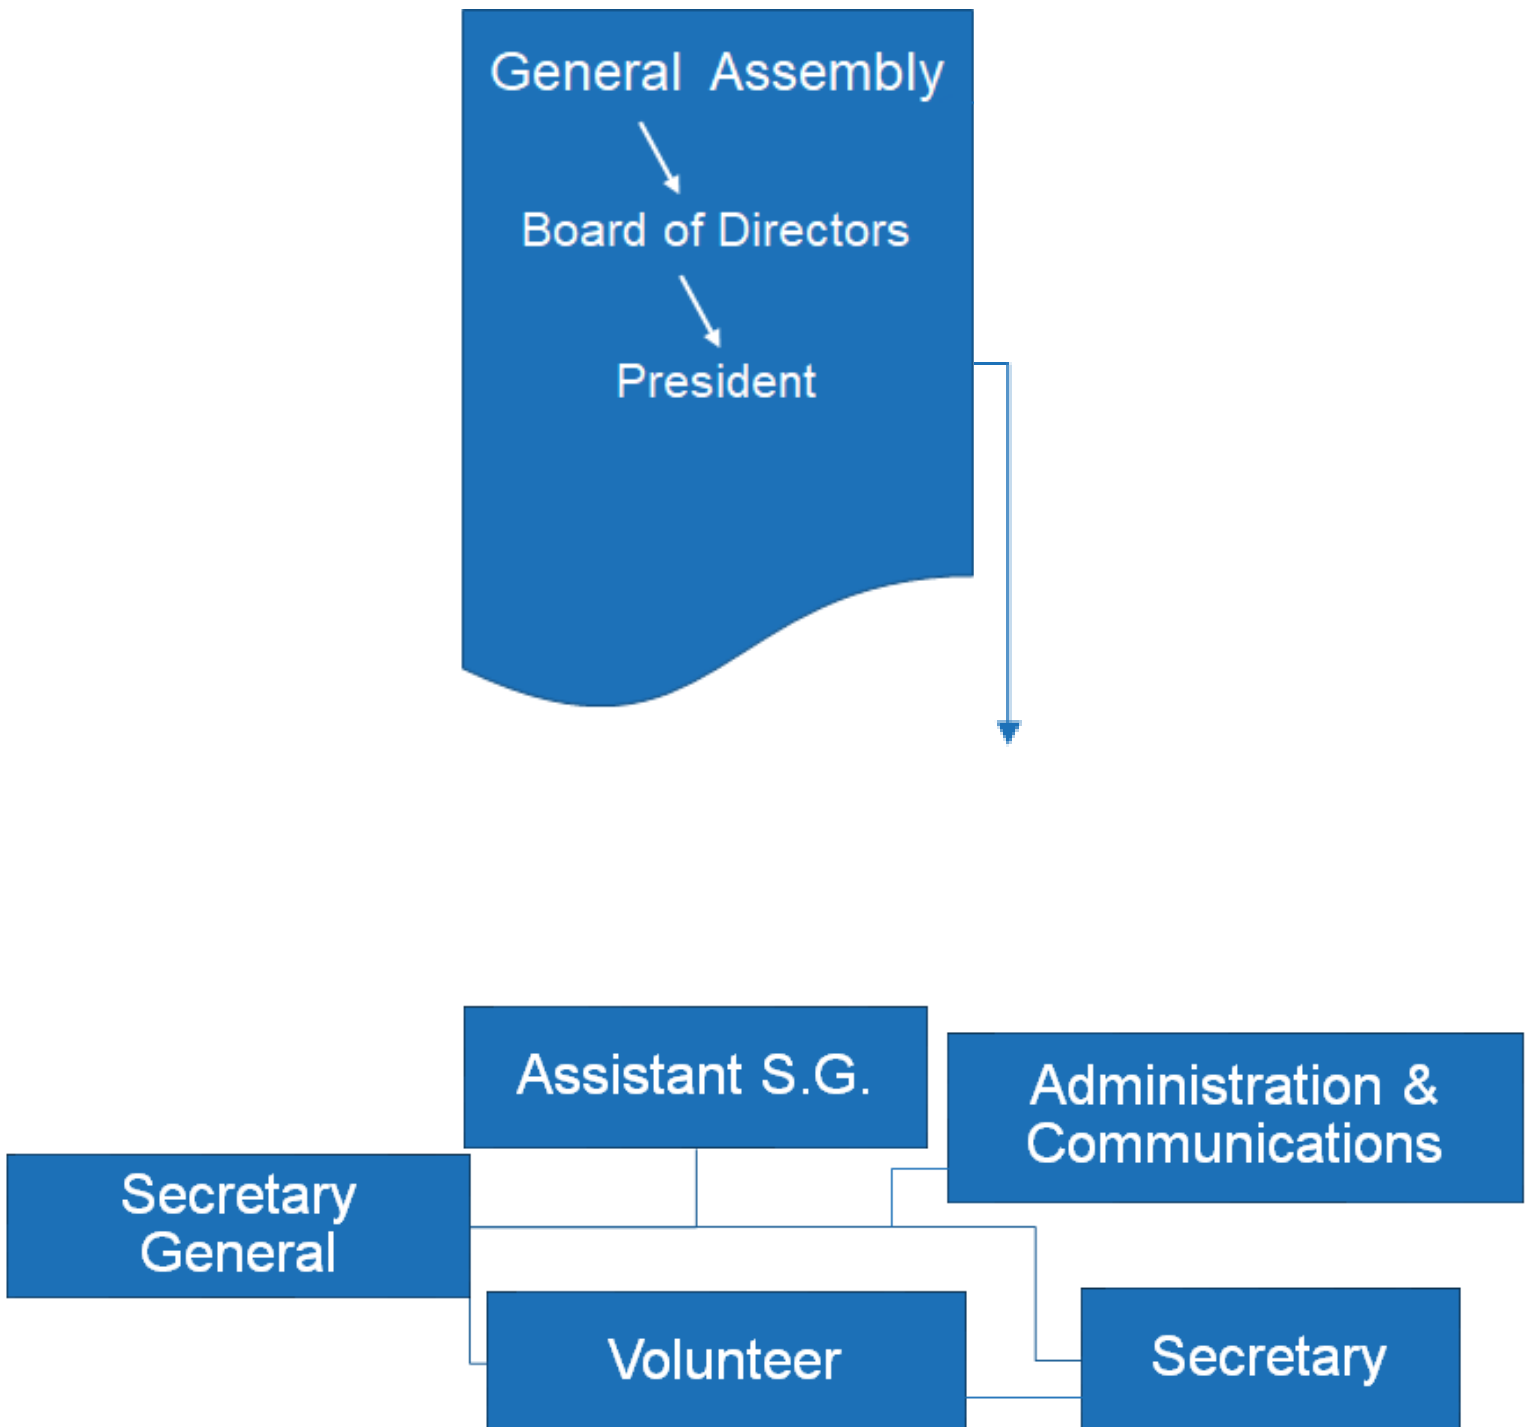 General Assembly
Board of Directors
President
Assistant S.G.
Administration &
Communications
Secretary
General
Volunteer
Secretary